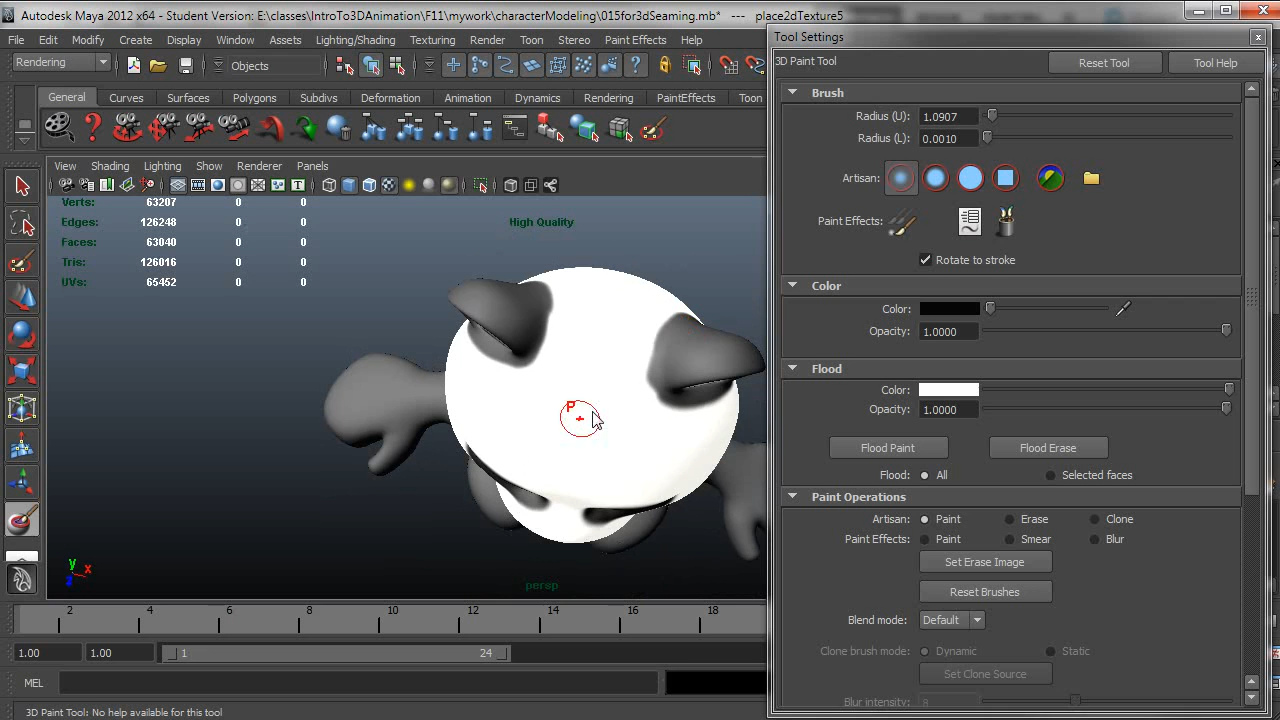 Autodesk Maya 2012 x64 - Student Version: E:\classes\IntroTo3DAnimation\F11\mywork\characterModeling\015for3dSeaming.mb* --- place2dTexture5
File Edit Modify Create Display Window Assets Lighting/Shading Texturing Render Toon Stereo Paint Effects Help
Tool Settings
3D Paint Tool
Reset Tool
Tool Help
Rendering
Objects
General Curves Surfaces Polygons Subdivs Deformation Animation Dynamics Rendering PaintEffects Toon
View Shading Lighting Show Renderer Panels
Verts: 63207 0 0
Edges: 126248 0 0
Faces: 63040 0 0
Tris: 126016 0 0
UVs: 65452 0 0
High Quality
P
persp
y
x
z
Brush
Radius (U): 1.0907
Radius (L): 0.0010
Artisan:
Paint Effects:
Rotate to stroke
Color
Color:
Opacity: 1.0000
Flood
Color:
Opacity: 1.0000
Flood Paint
Flood Erase
Flood: All Selected faces
Paint Operations
Artisan: Paint Erase Clone
Paint Effects: Paint Smear Blur
Set Erase Image
Reset Brushes
Blend mode: Default
Clone brush mode: Dynamic Static
Set Clone Source
Blur intensity: 8
2 4 6 8 10 12 14 16 18
1.00 1.00 1 24
MEL
3D Paint Tool: No help available for this tool